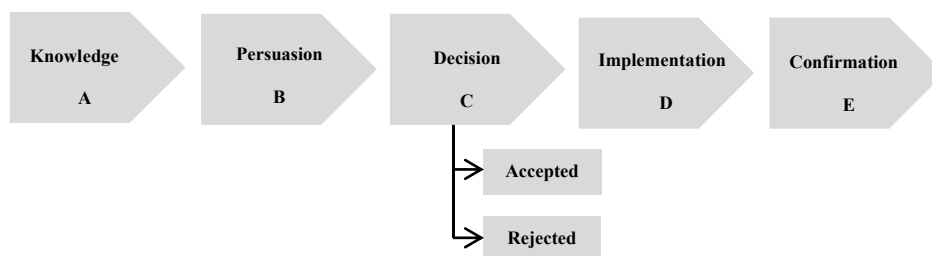 Knowledge
A
Persuasion
B
Decision
C
Implementation
D
Confirmation
E
Accepted
Rejected